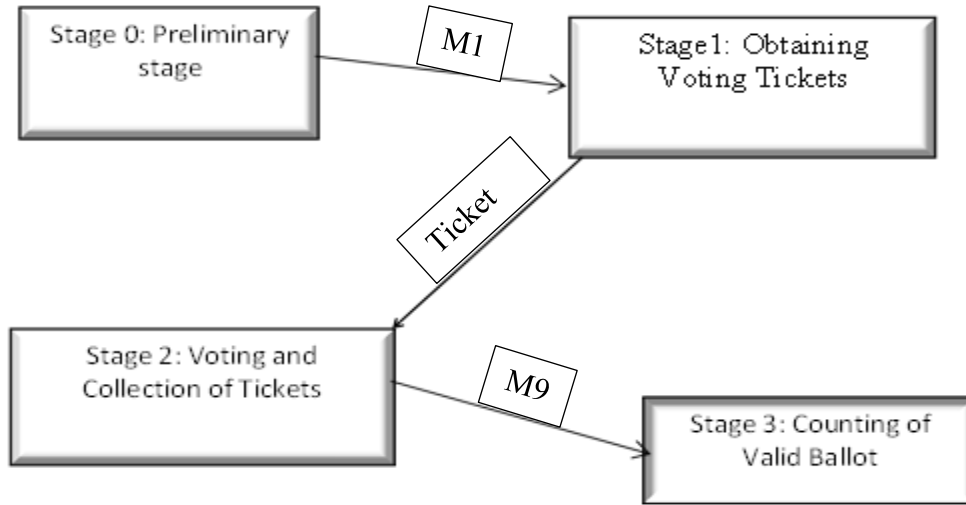 Stage 0: Preliminary
stage
M1
Stage1: Obtaining
Voting Tickets
Ticket
Stage 2: Voting and
Collection of Tickets
M9
Stage 3: Counting of
Valid Ballot